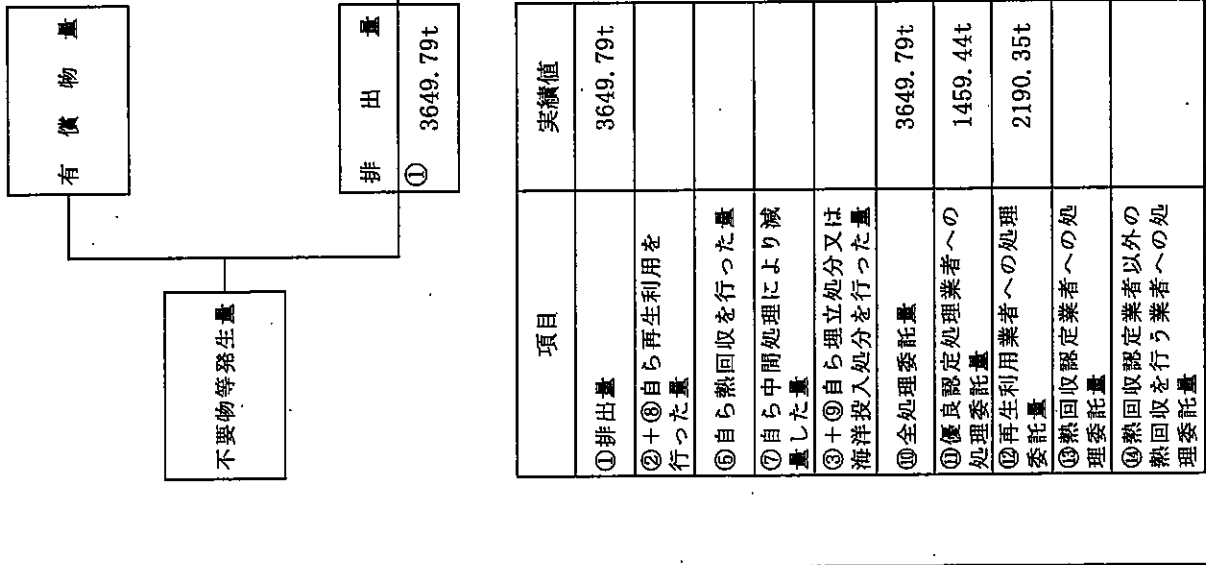 有償物量
不要物等発生量
排出量
① 3649.79t
項目 実績値
①排出量 3649.79t
②+⑧自ら再生利用を
行った量
⑥自ら熱回収を行った量
⑦自ら中間処理により減
量した量
③+⑨自ら埋立処分又は
海洋投入処分を行った量
⑩全処理委託量 3649.79t
⑪優良認定処理業者への
処理委託量 1459.44t
⑫再生利用業者への処理
委託量 2190.35t
⑬熱回収認定業者への処
理委託量
⑭熱回収認定業者以外の
熱回収を行う業者への処
理委託量